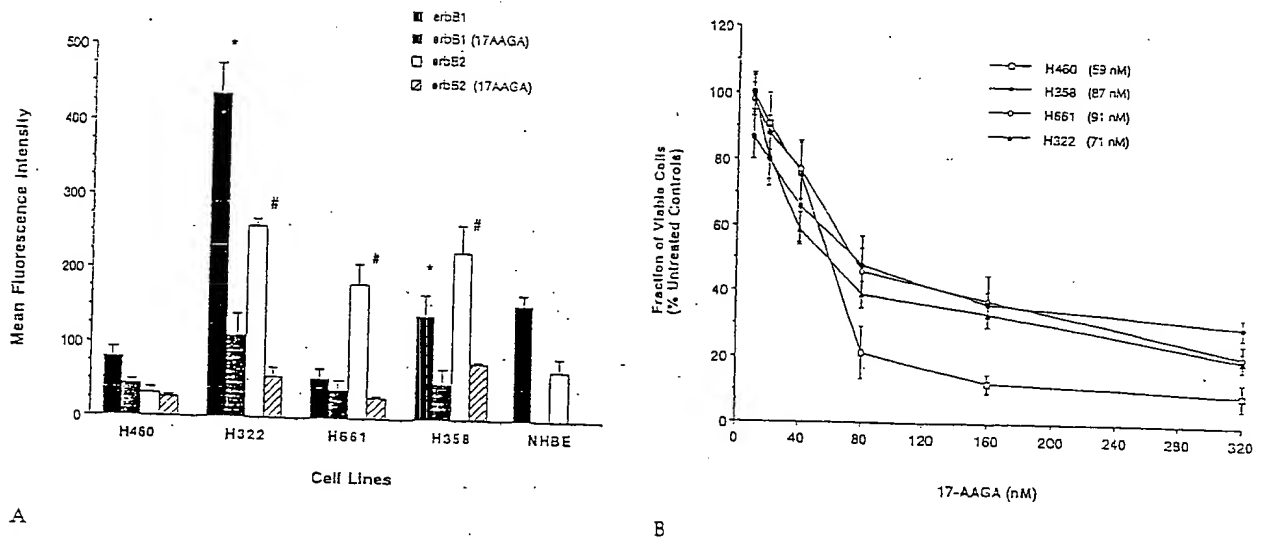 erbB1
erbB1 (17AAGA)
erbB2
erbB2 (17AAGA)
500
400
300
200
100
0
*
#
#
*
#
Mean Fluorescence Intensity
H460
H322
H661
H358
NHBE
Cell Lines
A
120
100
80
60
40
20
0
Fraction of Viable Cells
(% Untreated Controls)
H460 (59 nM)
H358 (87 nM)
H661 (91 nM)
H322 (71 nM)
0
40
80
120
160
200
240
280
320
17-AAGA (nM)
B